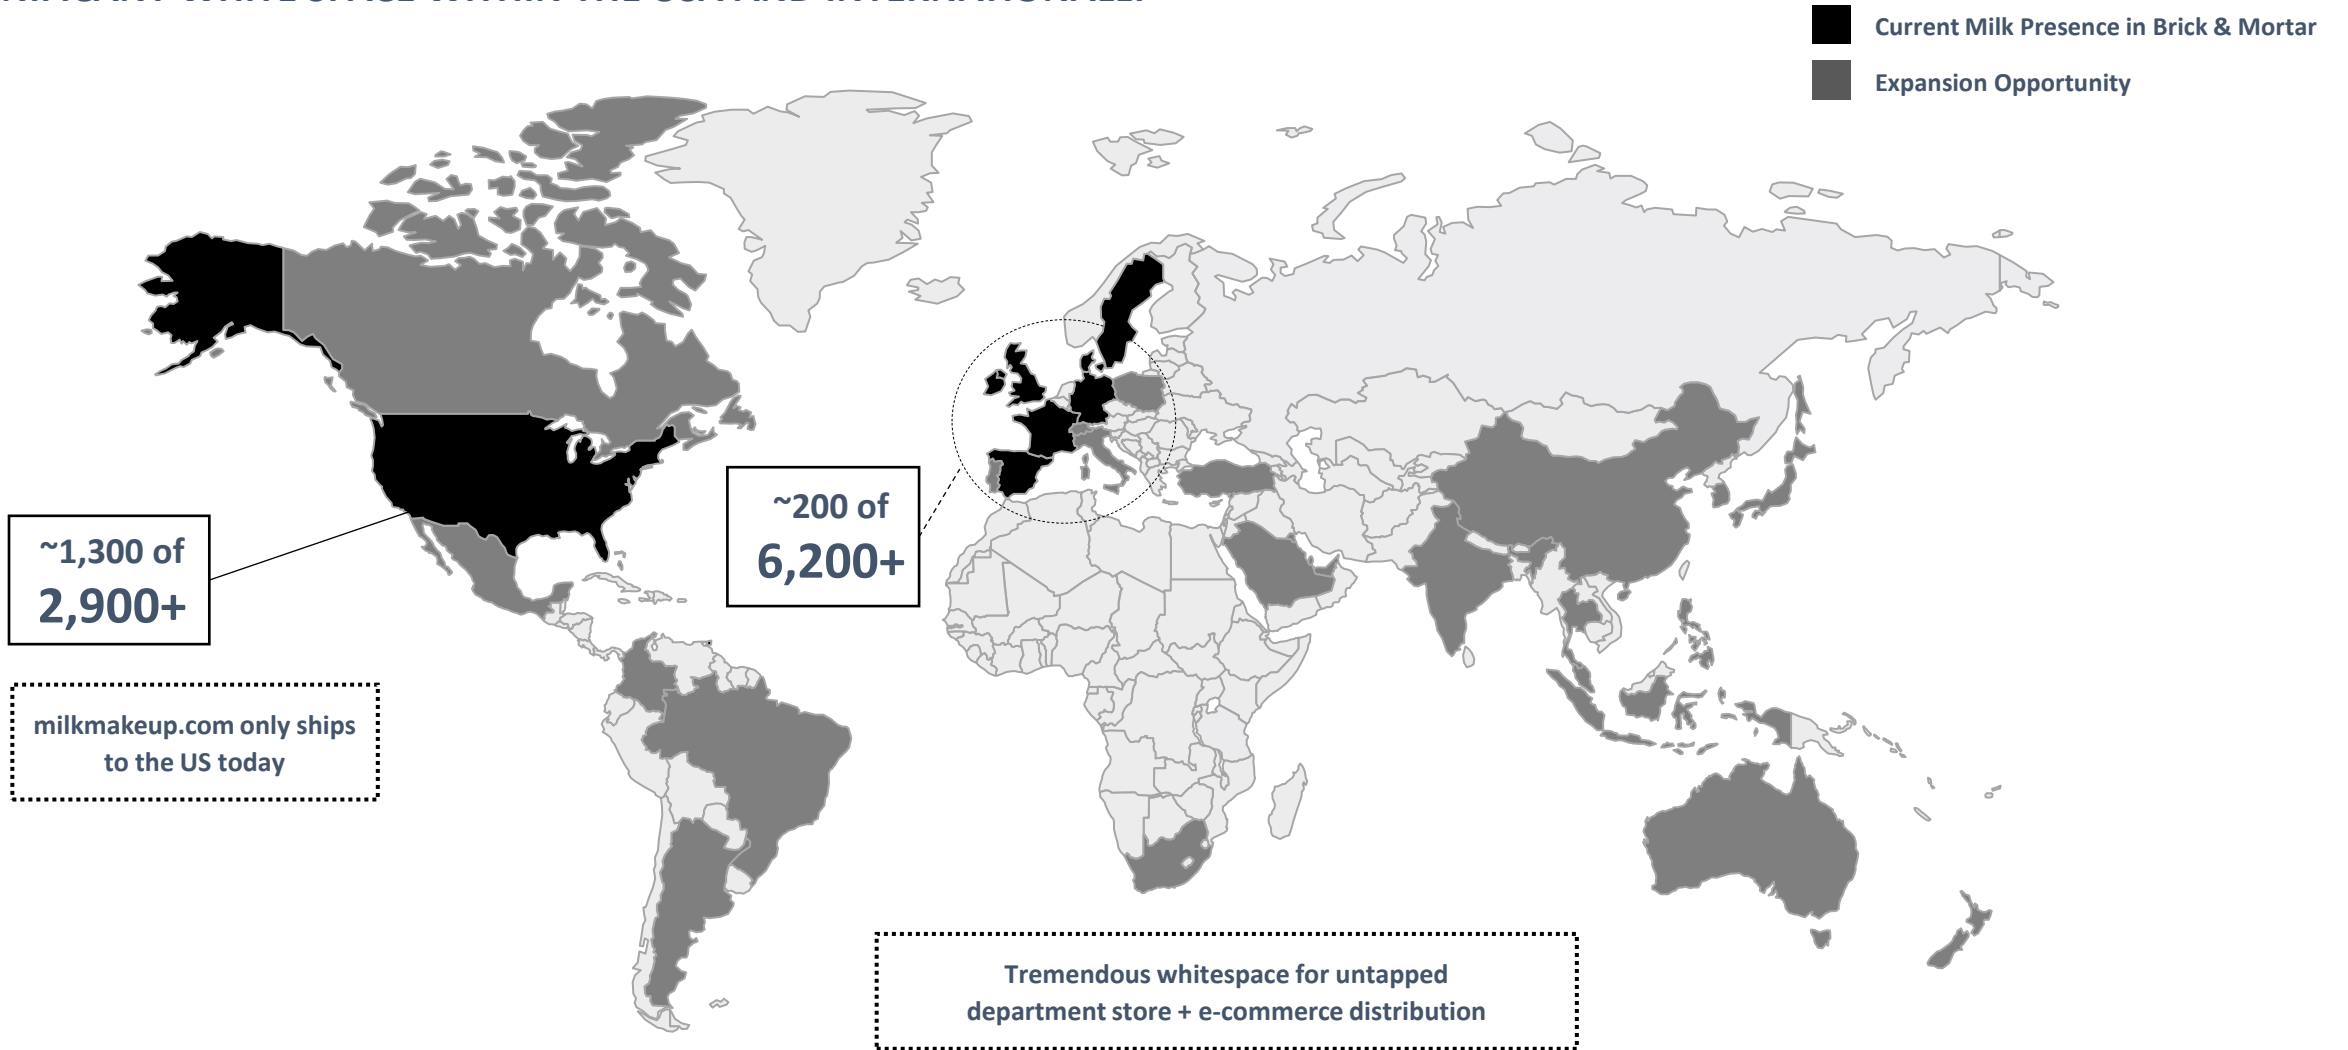 Current Milk Presence in Brick & Mortar
Expansion Opportunity
~1,300 of
2,900+
~200 of
6,200+
milkmakeup.com only ships
to the US today
Tremendous whitespace for untapped
department store + e-commerce distribution